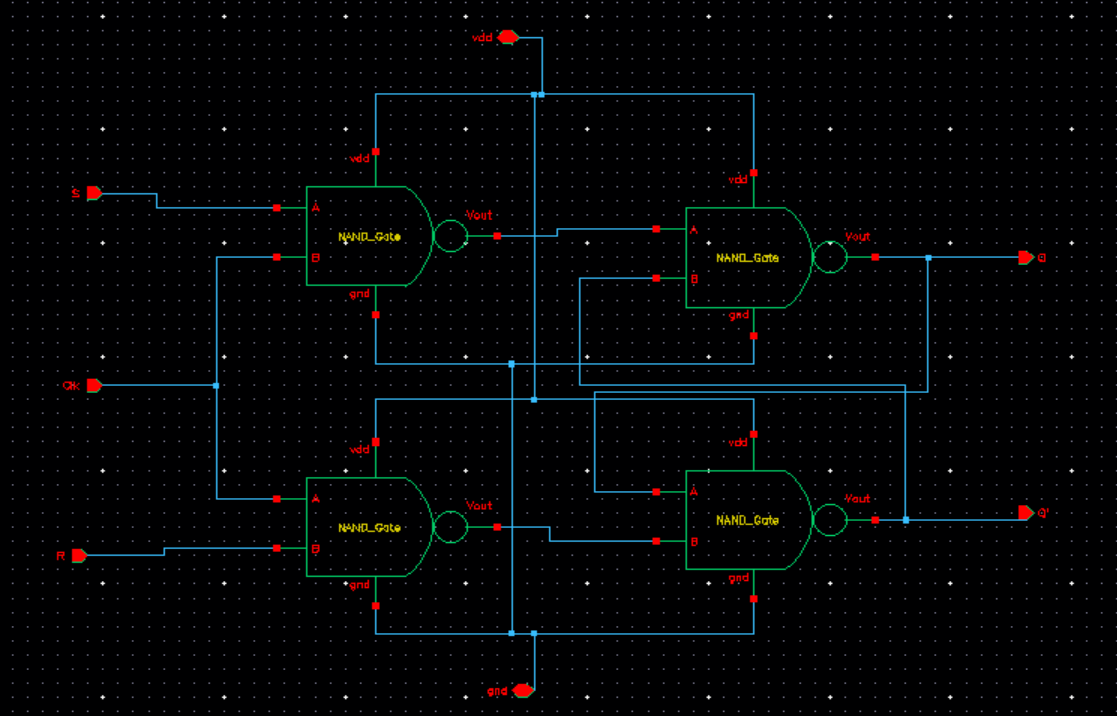 vdd
vdd
vdd
S
A
Vout
NAND_Gate
B
gnd
A
Vout
NAND_Gate
B
Q
gnd
Clk
vdd
vdd
A
Vout
NAND_Gate
B
gnd
A
Vout
NAND_Gate
B
Q'
gnd
R
gnd